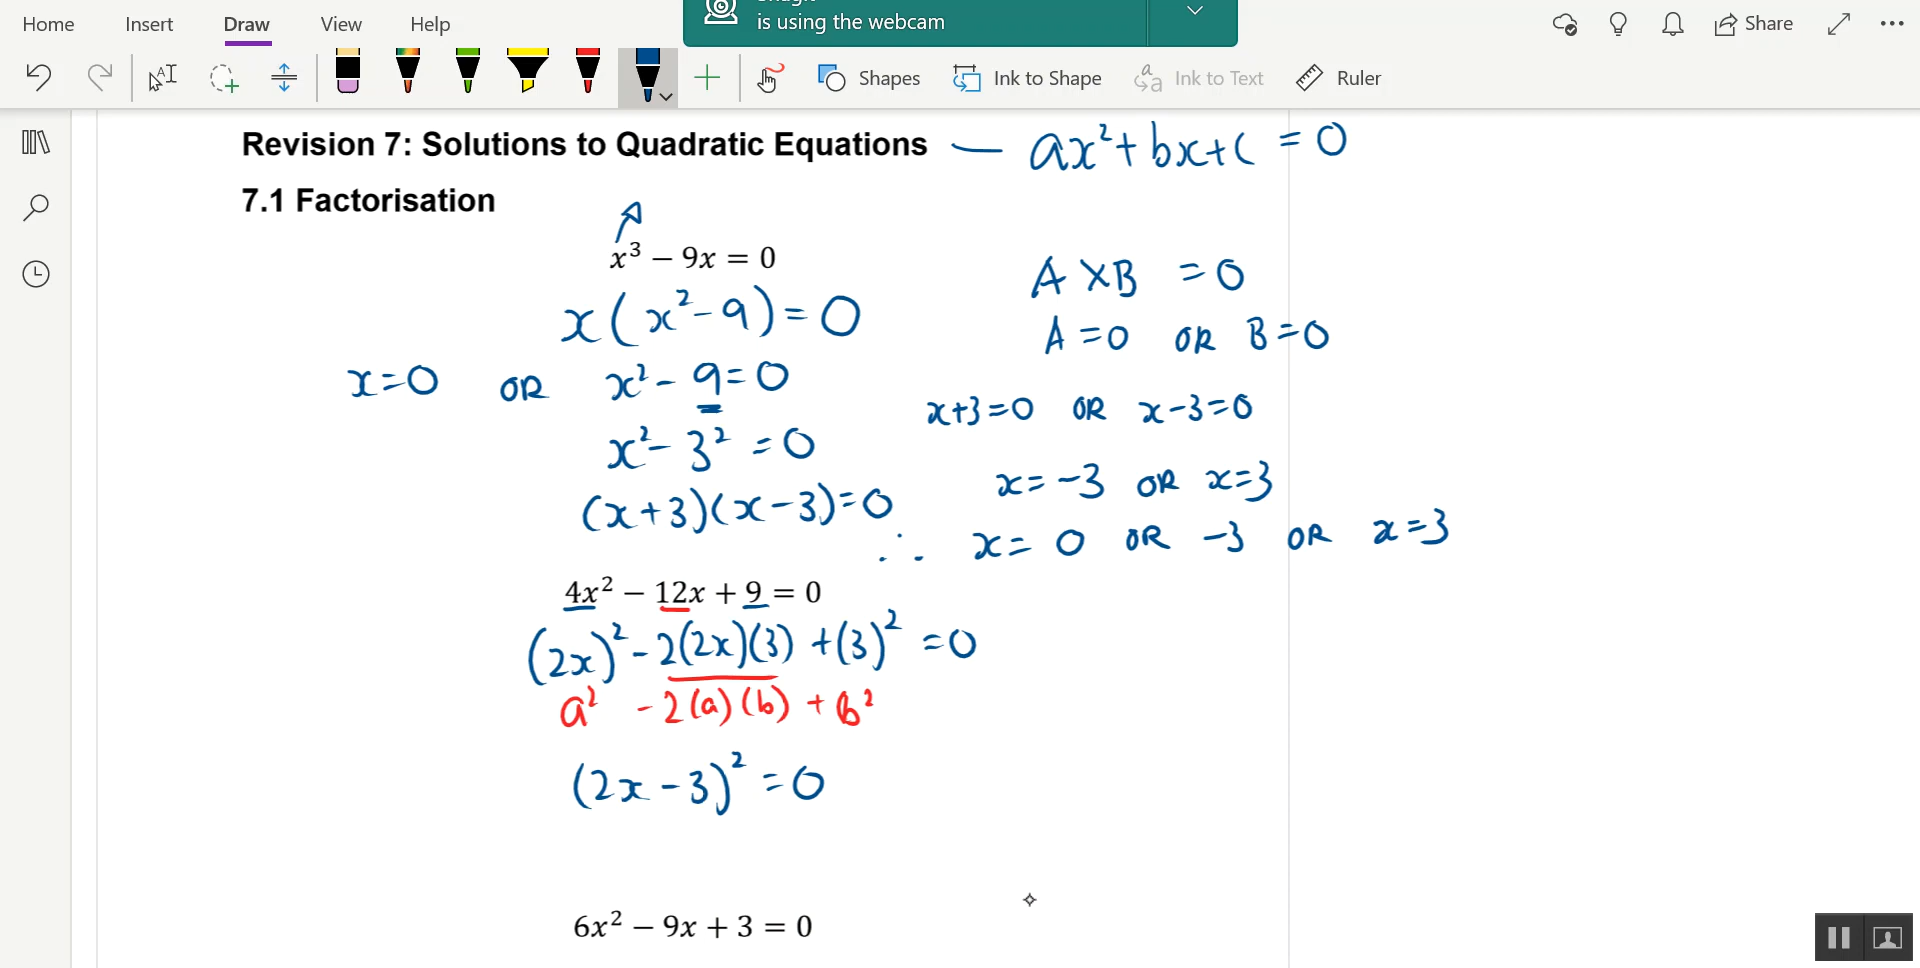 Home Insert Draw View Help
is using the webcam
Share
Shapes Ink to Shape Ink to Text Ruler
Revision 7: Solutions to Quadratic Equations — ax² + bx + c = 0
7.1 Factorisation
x³ − 9x = 0
x(x² − 9) = 0
x = 0 OR x² − 9 = 0
x² − 3² = 0
(x + 3)(x − 3) = 0
A × B = 0
A = 0 OR B = 0
x + 3 = 0 OR x − 3 = 0
x = −3 OR x = 3
∴ x = 0 OR −3 OR x = 3
4x² − 12x + 9 = 0
(2x)² − 2(2x)(3) + (3)² = 0
a² − 2(a)(b) + b²
(2x − 3)² = 0
6x² − 9x + 3 = 0